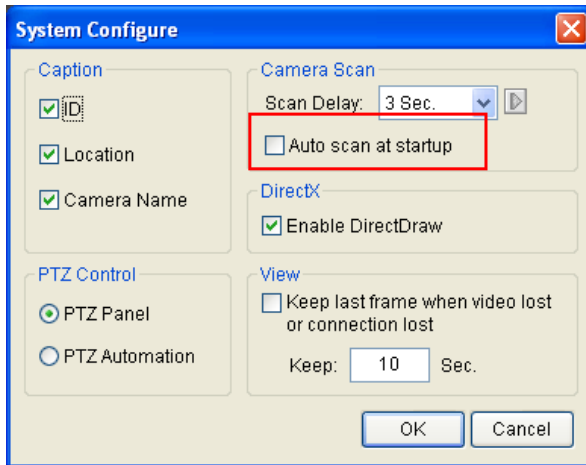 System Configure
Caption
ID
Location
Camera Name
Camera Scan
Scan Delay: 3 Sec.
Auto scan at startup
DirectX
Enable DirectDraw
PTZ Control
PTZ Panel
PTZ Automation
View
Keep last frame when video lost
or connection lost
Keep: 10 Sec.
OK Cancel